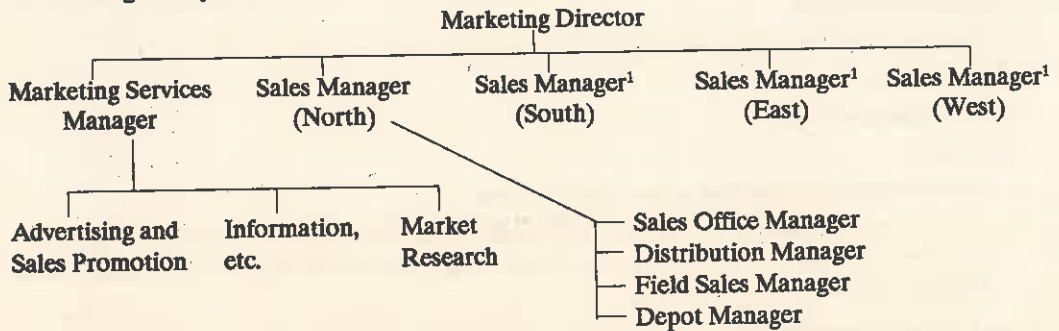 Marketing Director
Marketing Services
Manager
Sales Manager
(North)
Sales Manager¹
(South)
Sales Manager¹
(East)
Sales Manager¹
(West)
Advertising and
Sales Promotion
Information,
etc.
Market
Research
Sales Office Manager
Distribution Manager
Field Sales Manager
Depot Manager